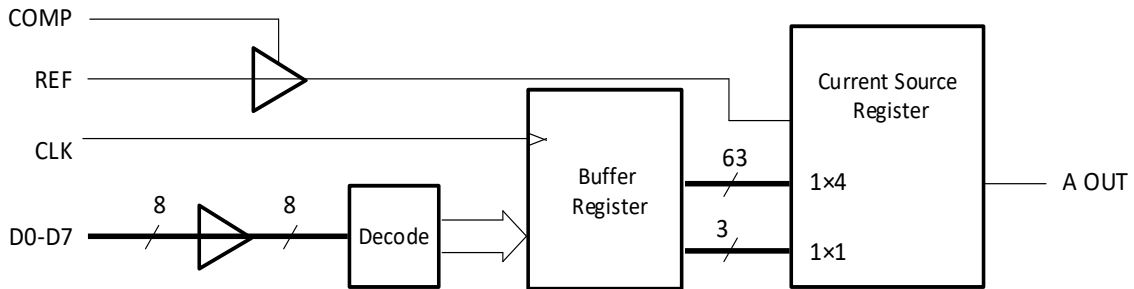 COMP
REF
CLK
D0-D7
8
8
Decode
Buffer
Register
63
3
Current Source
Register
1×4
1×1
A OUT